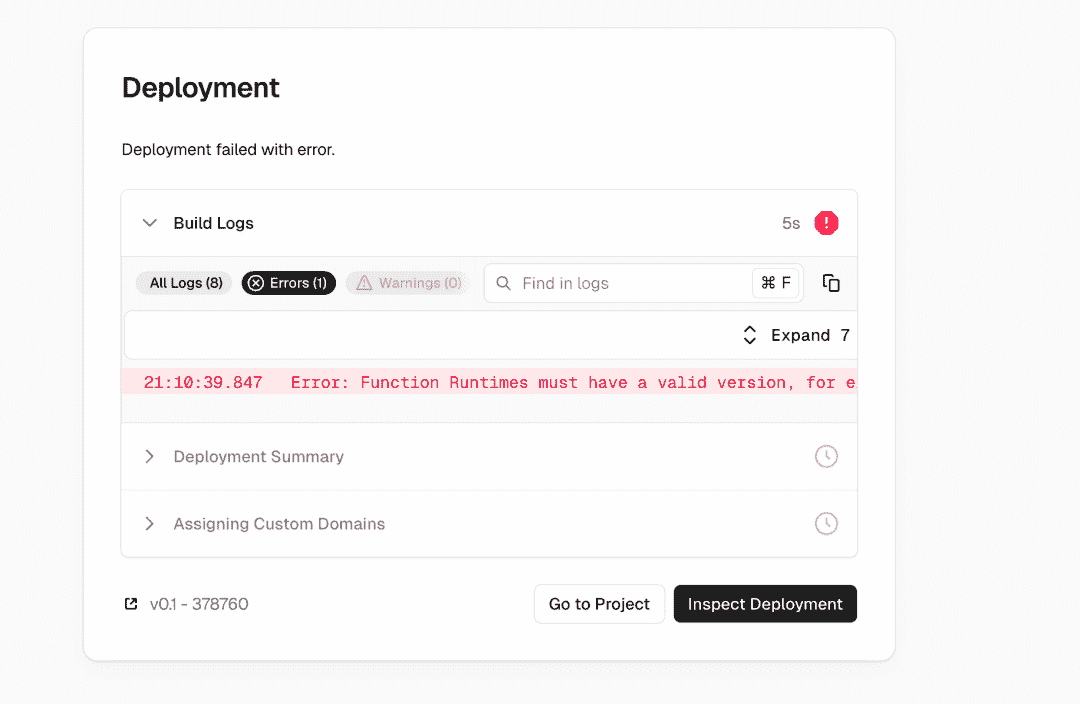 Deployment
Deployment failed with error.
Build Logs 5s
All Logs (8) Errors (1) Warnings (0) Find in logs ⌘ F
Expand 7
21:10:39.847 Error: Function Runtimes must have a valid version, for e
Deployment Summary
Assigning Custom Domains
v0.1 - 378760 Go to Project Inspect Deployment